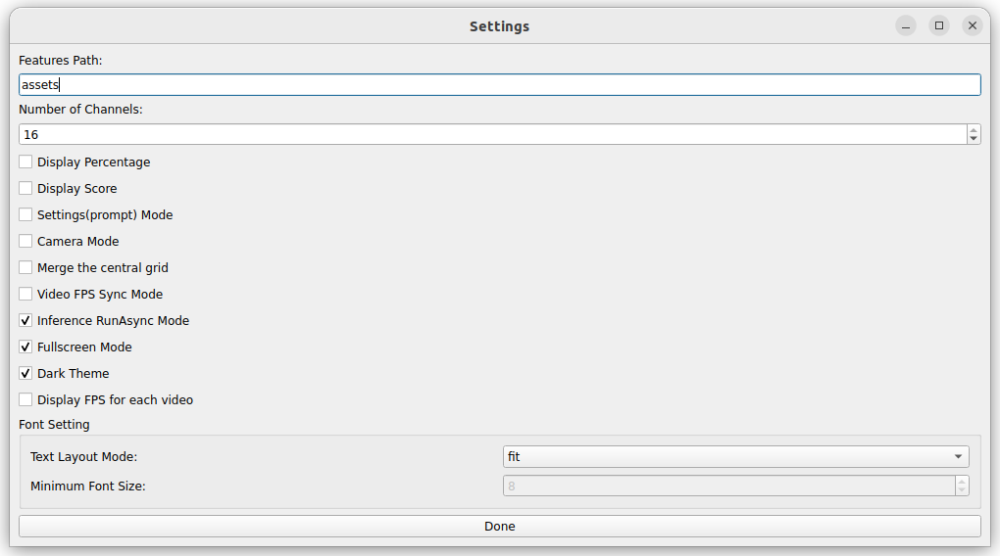 Settings
Features Path:
assets
Number of Channels:
16
Display Percentage
Display Score
Settings(prompt) Mode
Camera Mode
Merge the central grid
Video FPS Sync Mode
Inference RunAsync Mode
Fullscreen Mode
Dark Theme
Display FPS for each video
Font Setting
Text Layout Mode: fit
Minimum Font Size: 8
Done